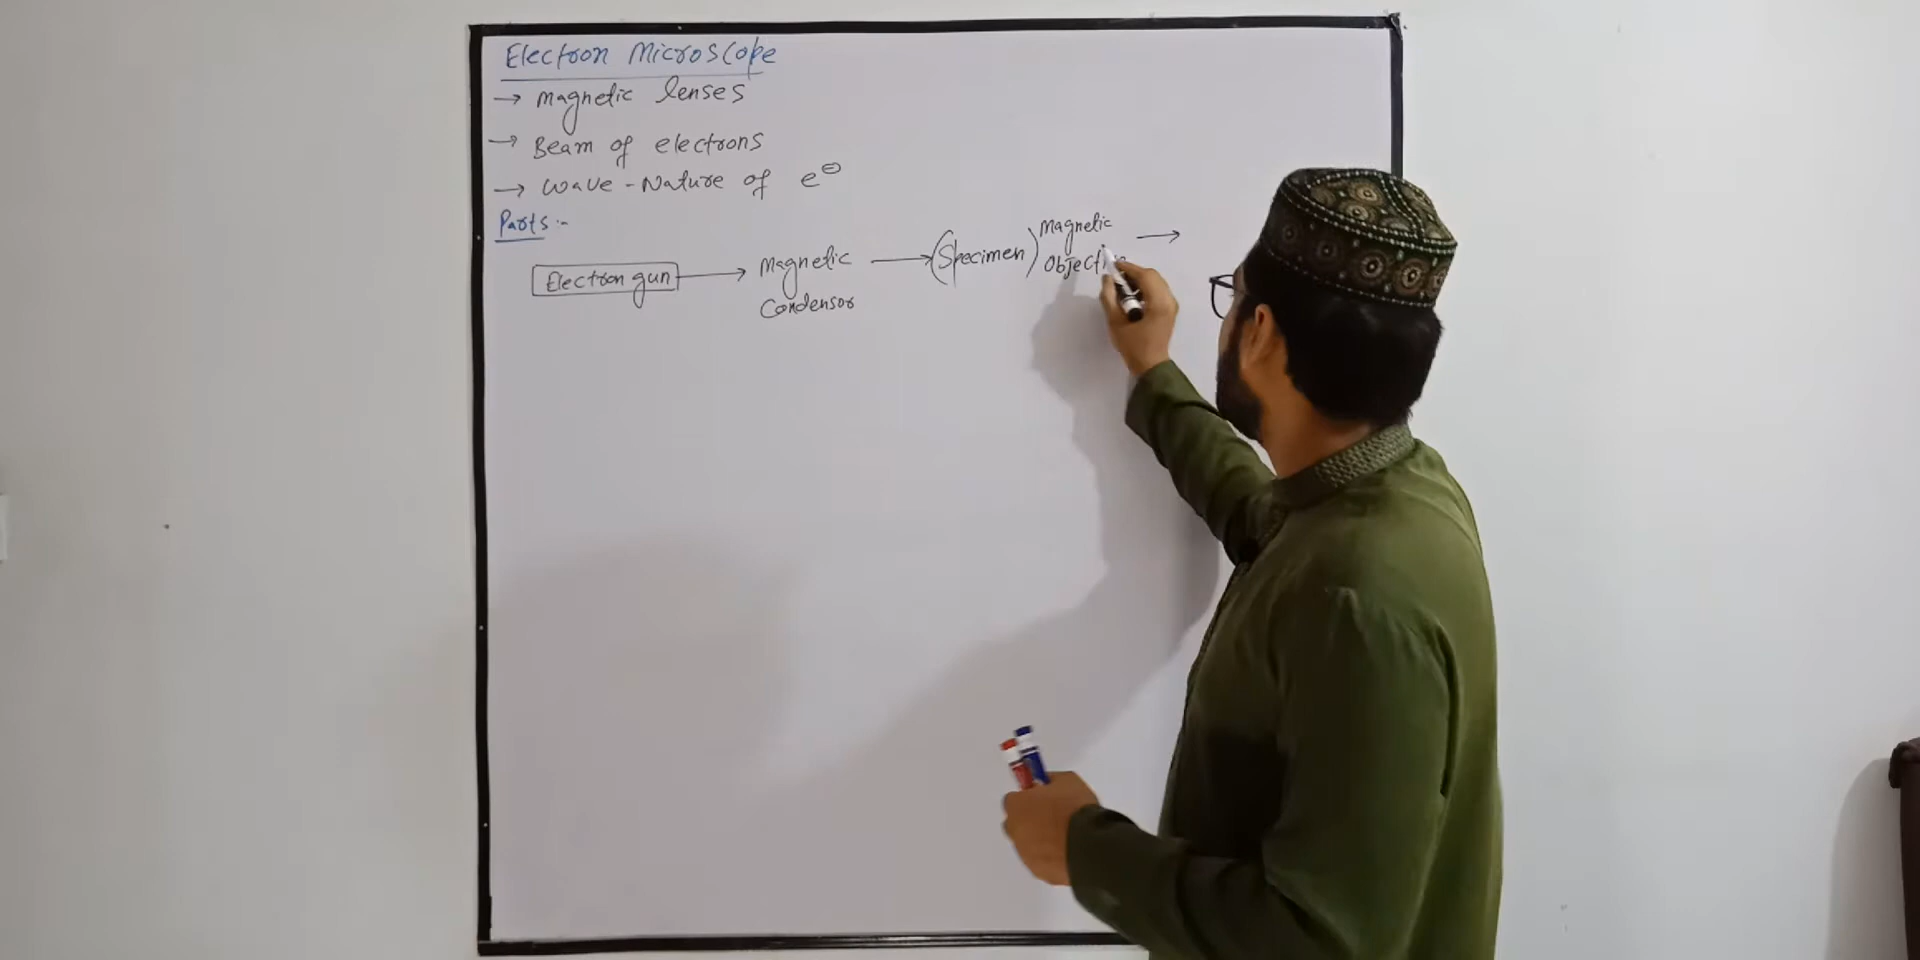 Electron Microscope
→ Magnetic lenses
→ Beam of electrons
→ Wave-Nature of e⊖
Parts:-
Electron gun → Magnetic Condensor → (Specimen) Magnetic Objective →